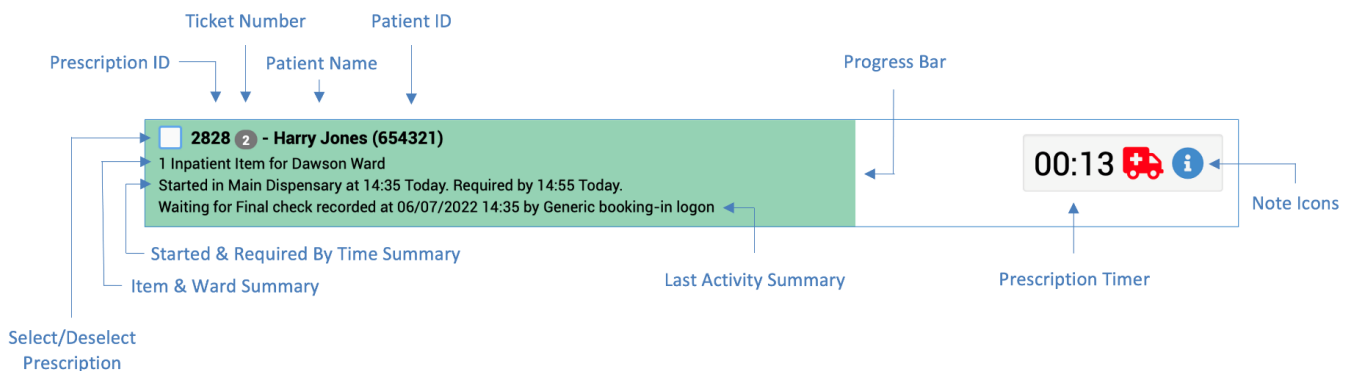 Ticket Number
Patient ID
Prescription ID
Patient Name
Progress Bar
2828 2 - Harry Jones (654321)
1 Inpatient Item for Dawson Ward
Started in Main Dispensary at 14:35 Today. Required by 14:55 Today.
Waiting for Final check recorded at 06/07/2022 14:35 by Generic booking-in logon
00:13
Note Icons
Started & Required By Time Summary
Item & Ward Summary
Last Activity Summary
Prescription Timer
Select/Deselect
Prescription